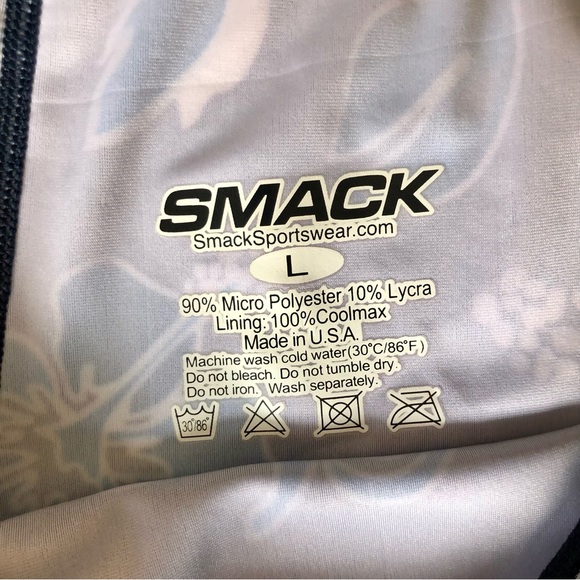 SMACK
SmackSportswear.com
L
90% Micro Polyester 10% Lycra
Lining: 100%Coolmax
Made in U.S.A.
Machine wash cold water(30°C/86°F)
Do not bleach. Do not tumble dry.
Do not iron. Wash separately.
30°/86°